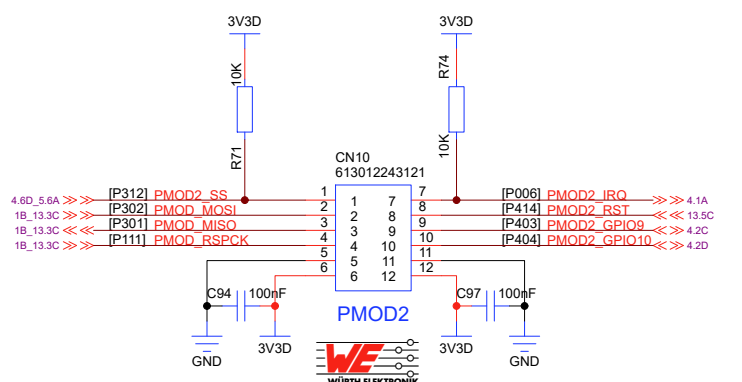 3V3D 3V3D
10K R74
R71 10K
CN10
613012243121
4.6D_5.6A [P312] PMOD2_SS 1 1 7 7 [P006] PMOD2_IRQ 4.1A
1B_13.3C [P302] PMOD_MOSI 2 2 8 8 [P414] PMOD2_RST 13.5C
1B_13.3C [P301] PMOD_MISO 3 3 9 9 [P403] PMOD2_GPIO9 4.2C
1B_13.3C [P111] PMOD_RSPCK 4 4 10 10 [P404] PMOD2_GPIO10 4.2D
5 5 11 11
6 6 12 12
C94 100nF C97 100nF
PMOD2
GND 3V3D 3V3D GND
WE
WÜRTH ELEKTRONIK